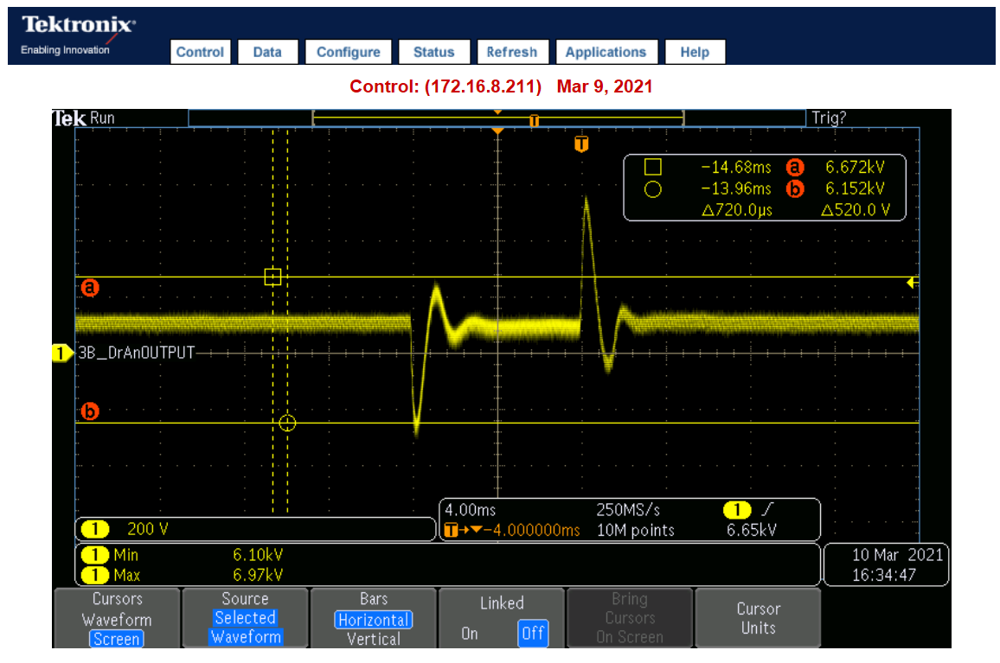 Tektronix
Enabling Innovation
Control Data Configure Status Refresh Applications Help
Control: (172.16.8.211) Mar 9, 2021
Tek Run T Trig?
T
-14.68ms a 6.672kV
-13.96ms b 6.152kV
△720.0µs △520.0 V
a
1 3B_DrAnOUTPUT
b
1 200 V
4.00ms 250MS/s 1 ∫
T→▼-4.000000ms 10M points 6.65kV
1 Min 6.10kV
1 Max 6.97kV
10 Mar 2021
16:34:47
Cursors
Waveform
Screen
Source
Selected
Waveform
Bars
Horizontal
Vertical
Linked
On Off
Bring
Cursors
On Screen
Cursor
Units